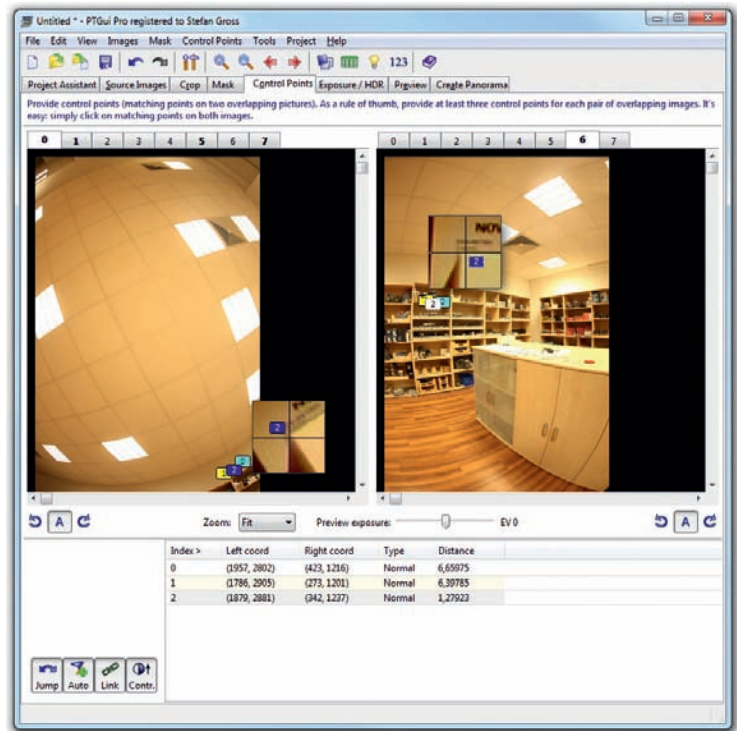 Untitled * - PTGui Pro registered to Stefan Gross
File Edit View Images Mask Control Points Tools Project Help
123
Project Assistant Source Images Crop Mask Control Points Exposure / HDR Preview Create Panorama
Provide control points (matching points on two overlapping pictures). As a rule of thumb, provide at least three control points for each pair of overlapping images. It's
easy: simply click on matching points on both images.
0 1 2 3 4 5 6 7
0 1 2 3 4 5 6 7
NOV
2
2
2
2
A
Zoom: Fit
Preview exposure:
EV 0
A
Index > Left coord Right coord Type Distance
0 (1957, 2802) (423, 1216) Normal 6,65975
1 (1786, 2905) (273, 1201) Normal 6,39785
2 (1879, 2881) (342, 1237) Normal 1,27923
Jump Auto Link Contr.